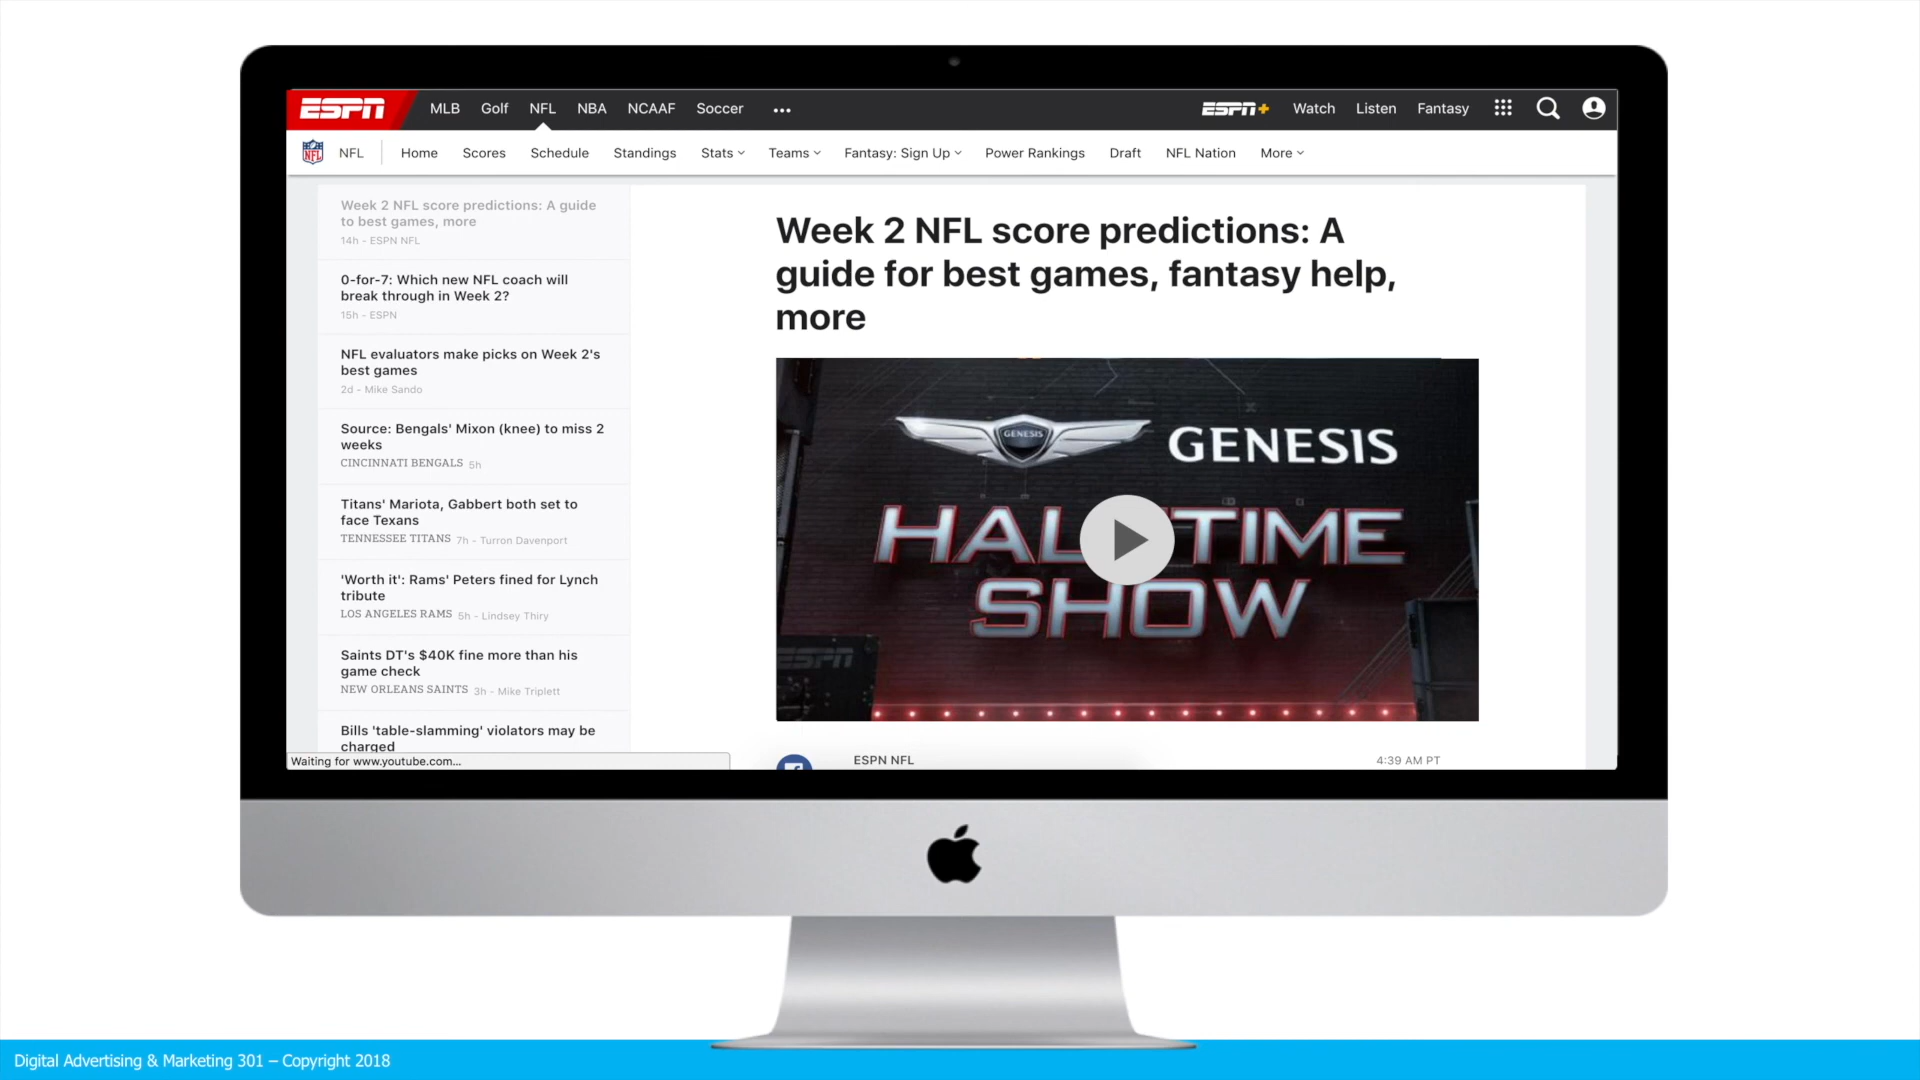 ESPN MLB Golf NFL NBA NCAAF Soccer ... ESPN+ Watch Listen Fantasy
NFL NFL Home Scores Schedule Standings Stats Teams Fantasy: Sign Up Power Rankings Draft NFL Nation More
Week 2 NFL score predictions: A guide
to best games, more
14h - ESPN NFL
0-for-7: Which new NFL coach will
break through in Week 2?
15h - ESPN
NFL evaluators make picks on Week 2's
best games
2d - Mike Sando
Source: Bengals' Mixon (knee) to miss 2
weeks
CINCINNATI BENGALS 5h
Titans' Mariota, Gabbert both set to
face Texans
TENNESSEE TITANS 7h - Turron Davenport
'Worth it': Rams' Peters fined for Lynch
tribute
LOS ANGELES RAMS 5h - Lindsey Thiry
Saints DT's $40K fine more than his
game check
NEW ORLEANS SAINTS 3h - Mike Triplett
Bills 'table-slamming' violators may be
charged
Waiting for www.youtube.com...
Week 2 NFL score predictions: A
guide for best games, fantasy help,
more
GENESIS GENESIS
HALFTIME
SHOW
ESPN
ESPN NFL 4:39 AM PT
Digital Advertising & Marketing 301 – Copyright 2018